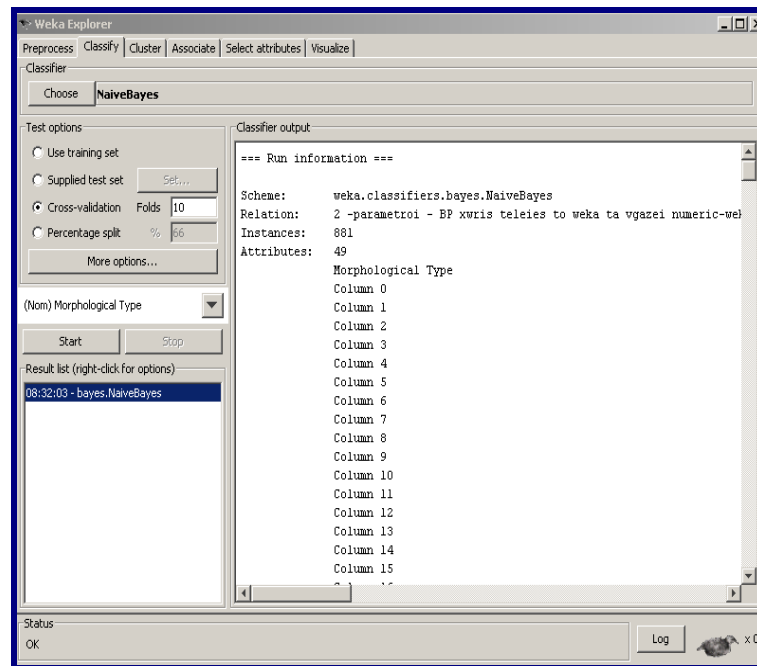 Weka Explorer
Preprocess Classify Cluster Associate Select attributes Visualize
Classifier
Choose NaiveBayes
Test options
Use training set
Supplied test set Set...
Cross-validation Folds 10
Percentage split % 66
More options...
(Nom) Morphological Type
Start Stop
Result list (right-click for options)
08:32:03 - bayes.NaiveBayes
Classifier output
=== Run information ===
Scheme: weka.classifiers.bayes.NaiveBayes
Relation: 2 -parametroi - BP xwris teleies to weka ta vgazei numeric-wek
Instances: 881
Attributes: 49
Morphological Type
Column 0
Column 1
Column 2
Column 3
Column 4
Column 5
Column 6
Column 7
Column 8
Column 9
Column 10
Column 11
Column 12
Column 13
Column 14
Column 15
Status
OK
Log x 0